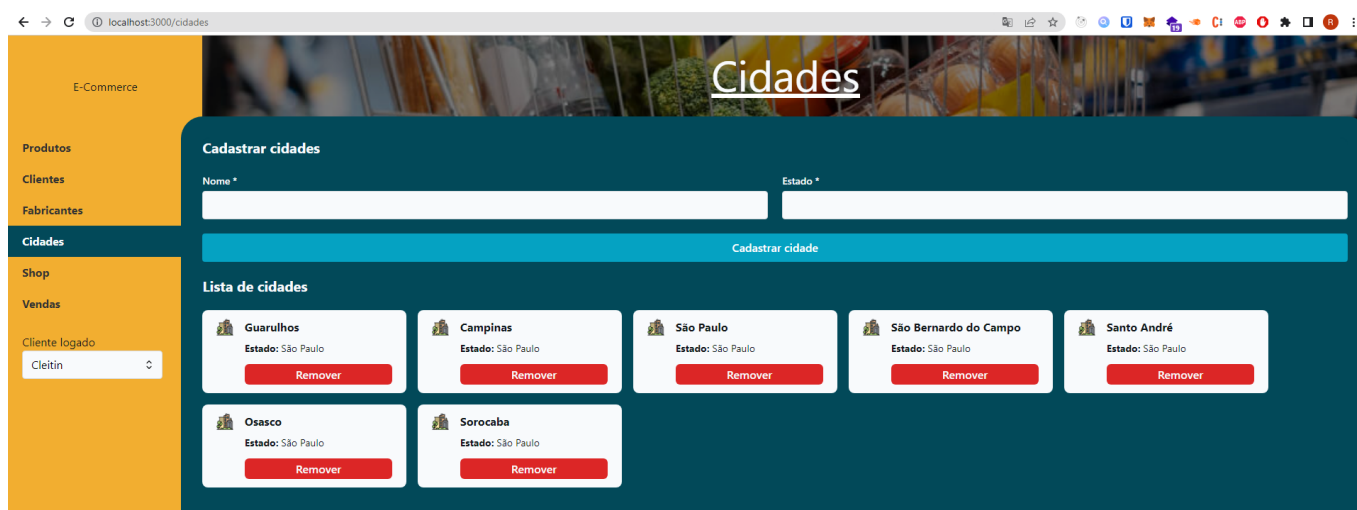 localhost:3000/cidades
19
ABP
R
E-Commerce
Cidades
Produtos
Clientes
Fabricantes
Cidades
Shop
Vendas
Cliente logado
Cleitin
Cadastrar cidades
Nome *
Estado *
Cadastrar cidade
Lista de cidades
Guarulhos
Estado: São Paulo
Remover
Campinas
Estado: São Paulo
Remover
São Paulo
Estado: São Paulo
Remover
São Bernardo do Campo
Estado: São Paulo
Remover
Santo André
Estado: São Paulo
Remover
Osasco
Estado: São Paulo
Remover
Sorocaba
Estado: São Paulo
Remover